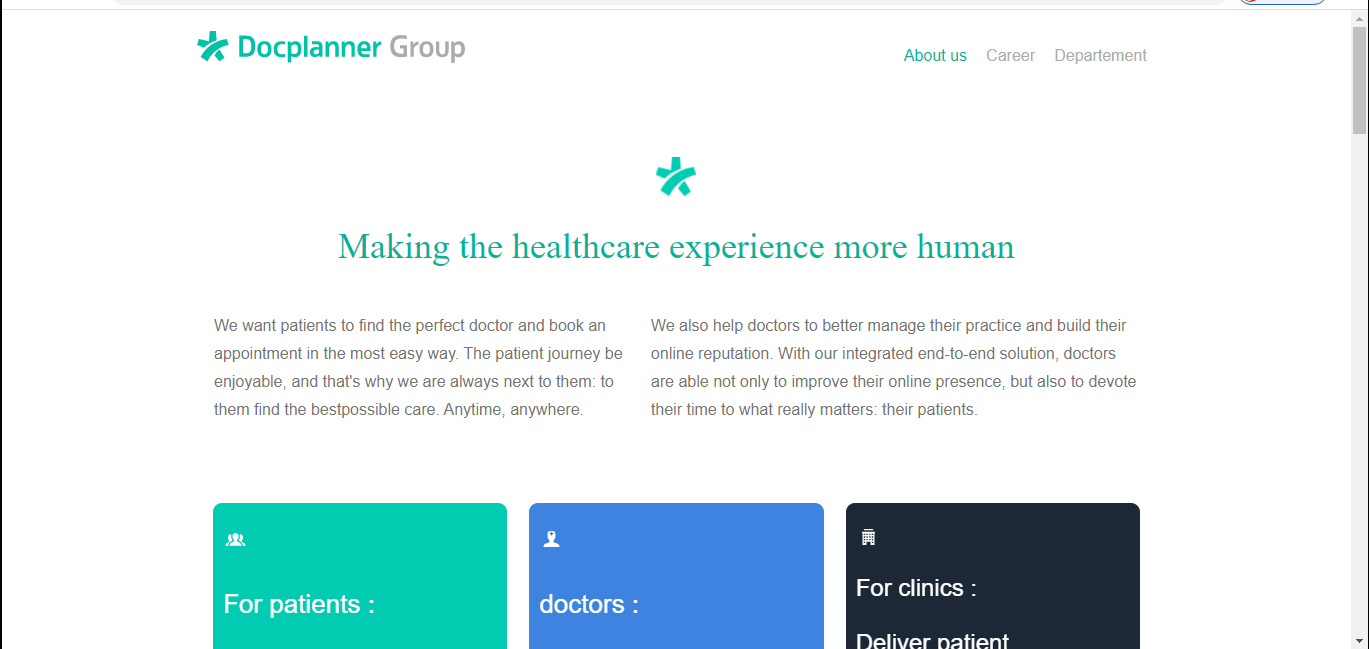 Docplanner Group
About us Career Departement
Making the healthcare experience more human
We want patients to find the perfect doctor and book an
appointment in the most easy way. The patient journey be
enjoyable, and that's why we are always next to them: to
them find the bestpossible care. Anytime, anywhere.
We also help doctors to better manage their practice and build their
online reputation. With our integrated end-to-end solution, doctors
are able not only to improve their online presence, but also to devote
their time to what really matters: their patients.
For patients :
doctors :
For clinics :
Deliver patient